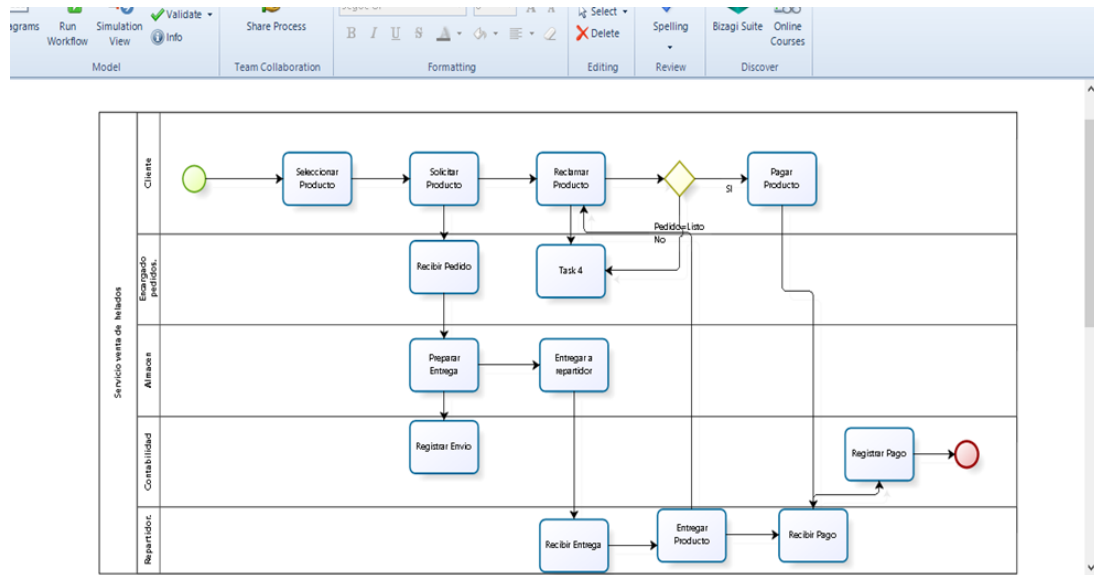 Run
Workflow
Simulation
View
Validate
Info
Model
Share Process
Team Collaboration
B I U S A
Formatting
Select
Delete
Editing
Spelling
Review
Bizagi Suite
Online
Courses
Discover
Servicio venta de helados
Cliente
Seleccionar
Producto
Solicitar
Producto
Reclamar
Producto
SI
Pagar
Producto
Pedido=Listo
No
Encargado
pedidos.
Recibir Pedido
Task 4
Almacen
Preparar
Entrega
Entregar a
repartidor
Contabilidad
Registrar Envio
Registrar Pago
Repartidor.
Recibir Entrega
Entregar
Producto
Recibir Pago